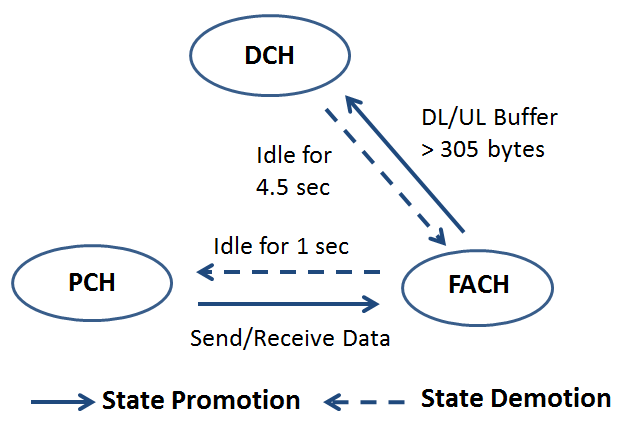 DCH
DL/UL Buffer
> 305 bytes
Idle for
4.5 sec
Idle for 1 sec
PCH
FACH
Send/Receive Data
State Promotion
State Demotion